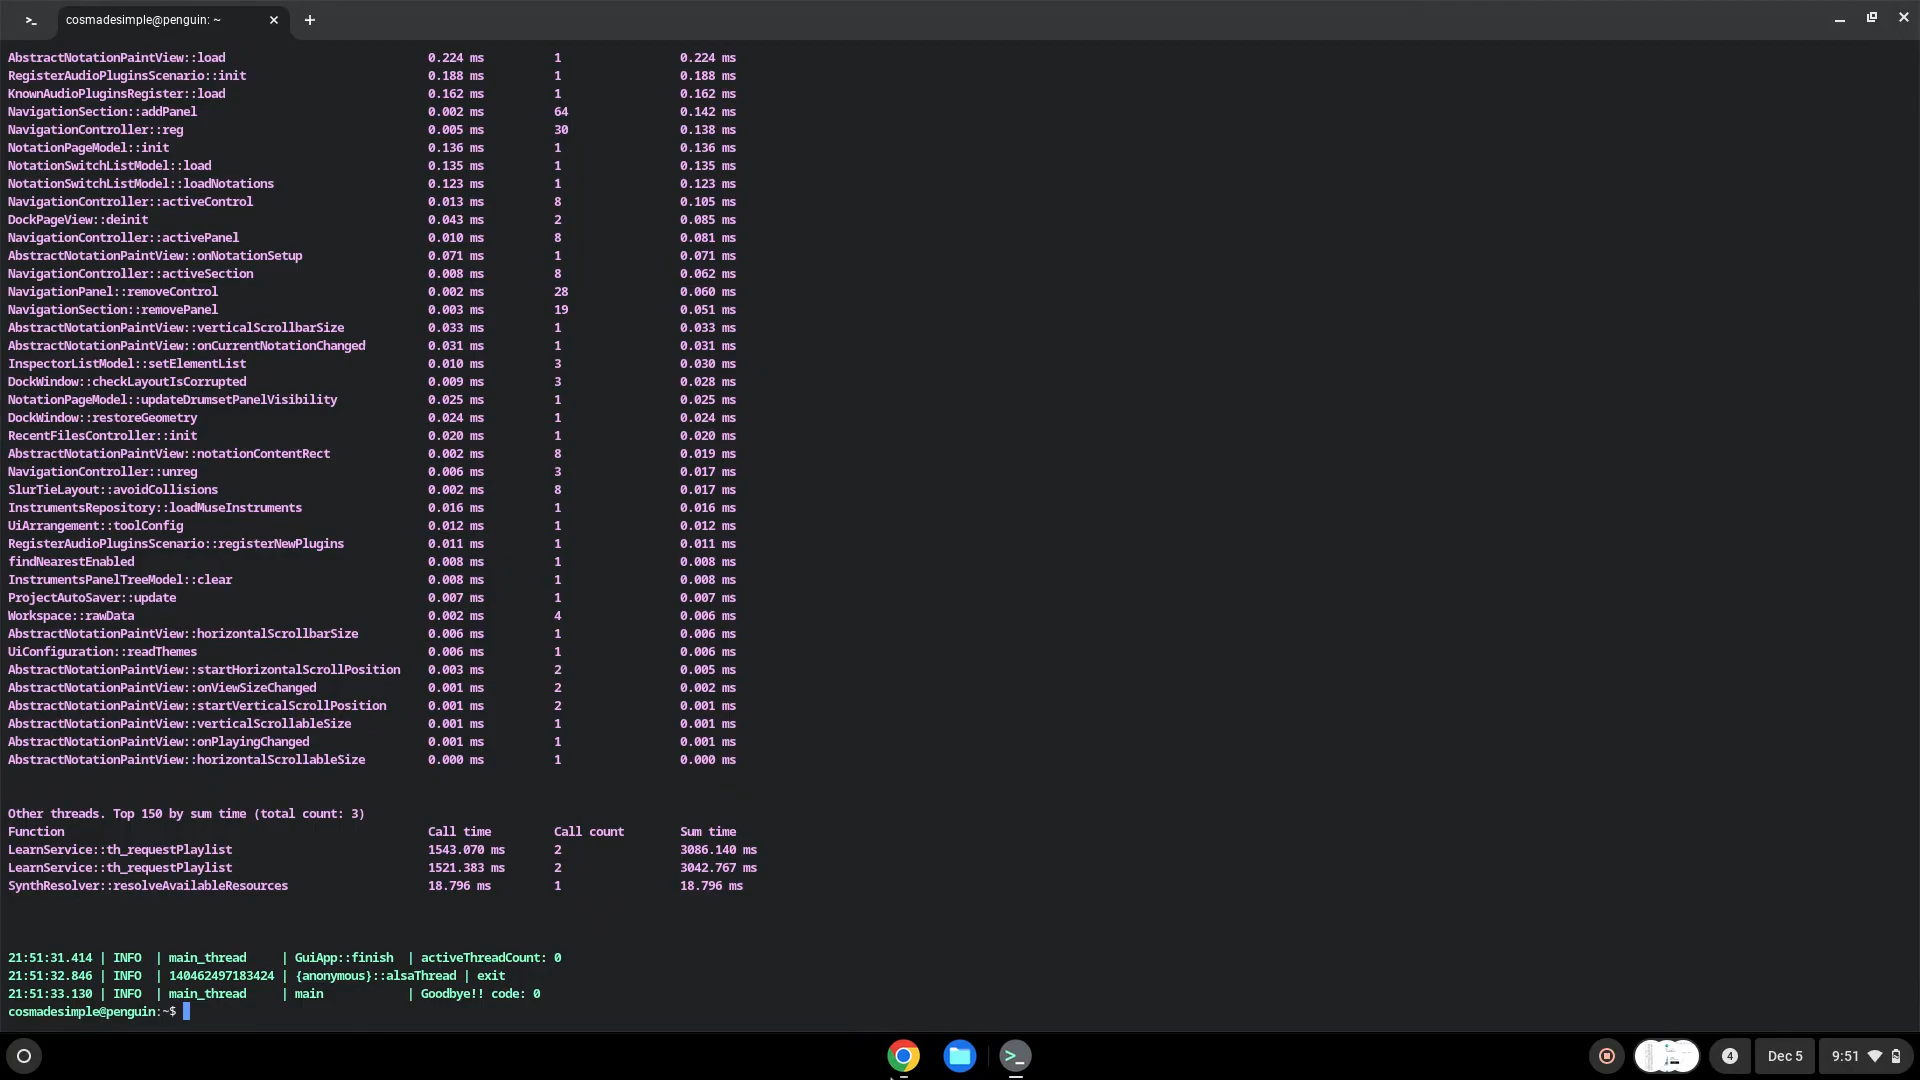 cosmadesimple@penguin: ~
AbstractNotationPaintView::load 0.224 ms 1 0.224 ms
RegisterAudioPluginsScenario::init 0.188 ms 1 0.188 ms
KnownAudioPluginsRegister::load 0.162 ms 1 0.162 ms
NavigationSection::addPanel 0.002 ms 64 0.142 ms
NavigationController::reg 0.005 ms 30 0.138 ms
NotationPageModel::init 0.136 ms 1 0.136 ms
NotationSwitchListModel::load 0.135 ms 1 0.135 ms
NotationSwitchListModel::loadNotations 0.123 ms 1 0.123 ms
NavigationController::activeControl 0.013 ms 8 0.105 ms
DockPageView::deinit 0.043 ms 2 0.085 ms
NavigationController::activePanel 0.010 ms 8 0.081 ms
AbstractNotationPaintView::onNotationSetup 0.071 ms 1 0.071 ms
NavigationController::activeSection 0.008 ms 8 0.062 ms
NavigationPanel::removeControl 0.002 ms 28 0.060 ms
NavigationSection::removePanel 0.003 ms 19 0.051 ms
AbstractNotationPaintView::verticalScrollbarSize 0.033 ms 1 0.033 ms
AbstractNotationPaintView::onCurrentNotationChanged 0.031 ms 1 0.031 ms
InspectorListModel::setElementList 0.010 ms 3 0.030 ms
DockWindow::checkLayoutIsCorrupted 0.009 ms 3 0.028 ms
NotationPageModel::updateDrumsetPanelVisibility 0.025 ms 1 0.025 ms
DockWindow::restoreGeometry 0.024 ms 1 0.024 ms
RecentFilesController::init 0.020 ms 1 0.020 ms
AbstractNotationPaintView::notationContentRect 0.002 ms 8 0.019 ms
NavigationController::unreg 0.006 ms 3 0.017 ms
SlurTieLayout::avoidCollisions 0.002 ms 8 0.017 ms
InstrumentsRepository::loadMuseInstruments 0.016 ms 1 0.016 ms
UiArrangement::toolConfig 0.012 ms 1 0.012 ms
RegisterAudioPluginsScenario::registerNewPlugins 0.011 ms 1 0.011 ms
findNearestEnabled 0.008 ms 1 0.008 ms
InstrumentsPanelTreeModel::clear 0.008 ms 1 0.008 ms
ProjectAutoSaver::update 0.007 ms 1 0.007 ms
Workspace::rawData 0.002 ms 4 0.006 ms
AbstractNotationPaintView::horizontalScrollbarSize 0.006 ms 1 0.006 ms
UiConfiguration::readThemes 0.006 ms 1 0.006 ms
AbstractNotationPaintView::startHorizontalScrollPosition 0.003 ms 2 0.005 ms
AbstractNotationPaintView::onViewSizeChanged 0.001 ms 2 0.002 ms
AbstractNotationPaintView::startVerticalScrollPosition 0.001 ms 2 0.001 ms
AbstractNotationPaintView::verticalScrollableSize 0.001 ms 1 0.001 ms
AbstractNotationPaintView::onPlayingChanged 0.001 ms 1 0.001 ms
AbstractNotationPaintView::horizontalScrollableSize 0.000 ms 1 0.000 ms
Other threads. Top 150 by sum time (total count: 3)
Function Call time Call count Sum time
LearnService::th_requestPlaylist 1543.070 ms 2 3086.140 ms
LearnService::th_requestPlaylist 1521.383 ms 2 3042.767 ms
SynthResolver::resolveAvailableResources 18.796 ms 1 18.796 ms
21:51:31.414 | INFO | main_thread | GuiApp::finish | activeThreadCount: 0
21:51:32.846 | INFO | 140462497183424 | {anonymous}::alsaThread | exit
21:51:33.130 | INFO | main_thread | main | Goodbye!! code: 0
cosmadesimple@penguin:~$
4 Dec 5 9:51